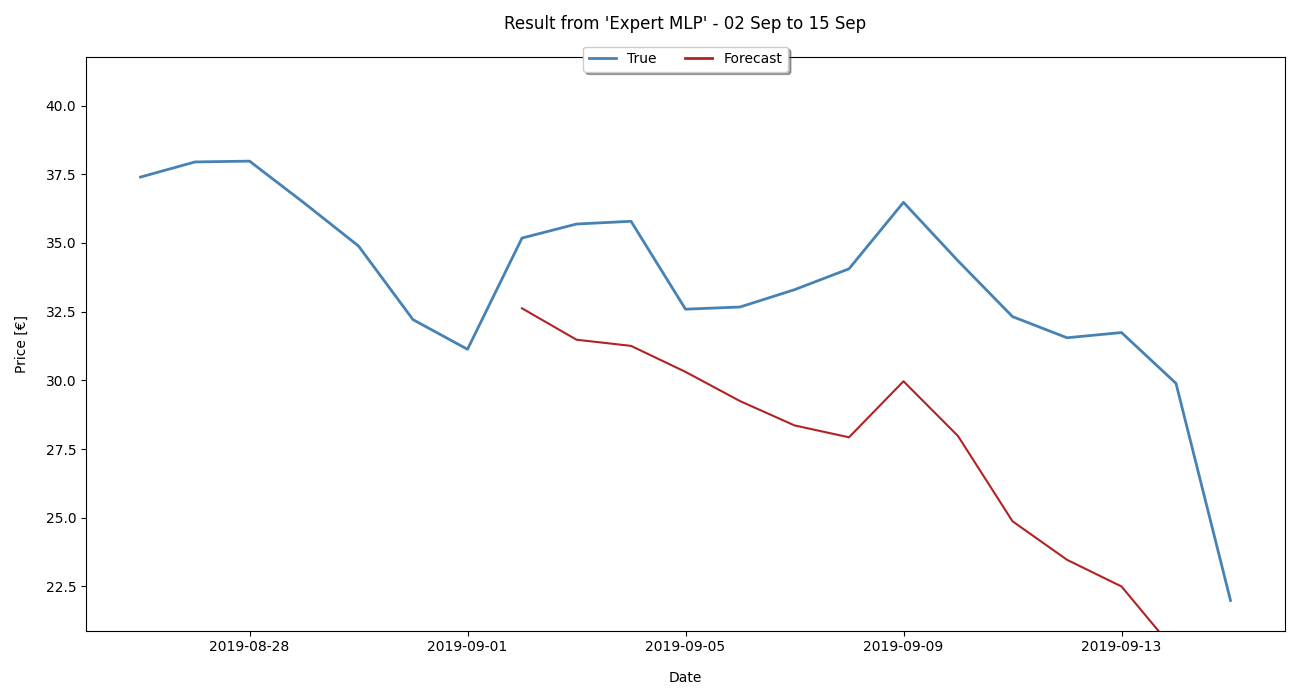 Result from 'Expert MLP' - 02 Sep to 15 Sep
True Forecast
40.0
37.5
35.0
32.5
30.0
27.5
25.0
22.5
Price [€]
2019-08-28 2019-09-01 2019-09-05 2019-09-09 2019-09-13
Date